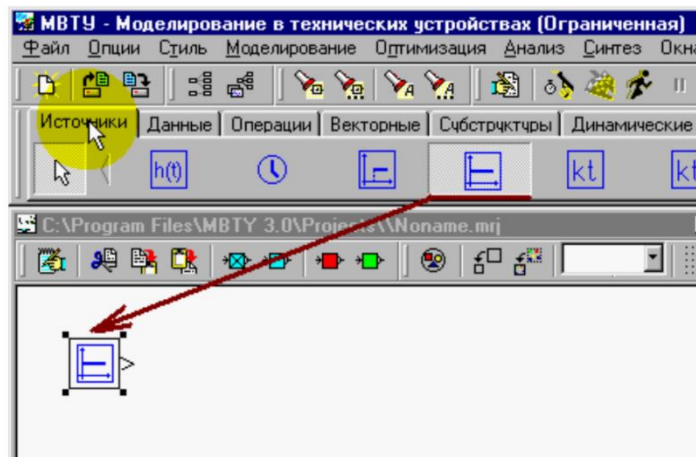 МВТУ - Моделирование в технических устройствах (Ограниченная)
Файл Опции Стиль Моделирование Оптимизация Анализ Синтез Окна
Источники Данные Операции Векторные Субструктуры Динамические
h(t) kt kt
C:\Program Files\MBTY 3.0\Projects\\Noname.mrj